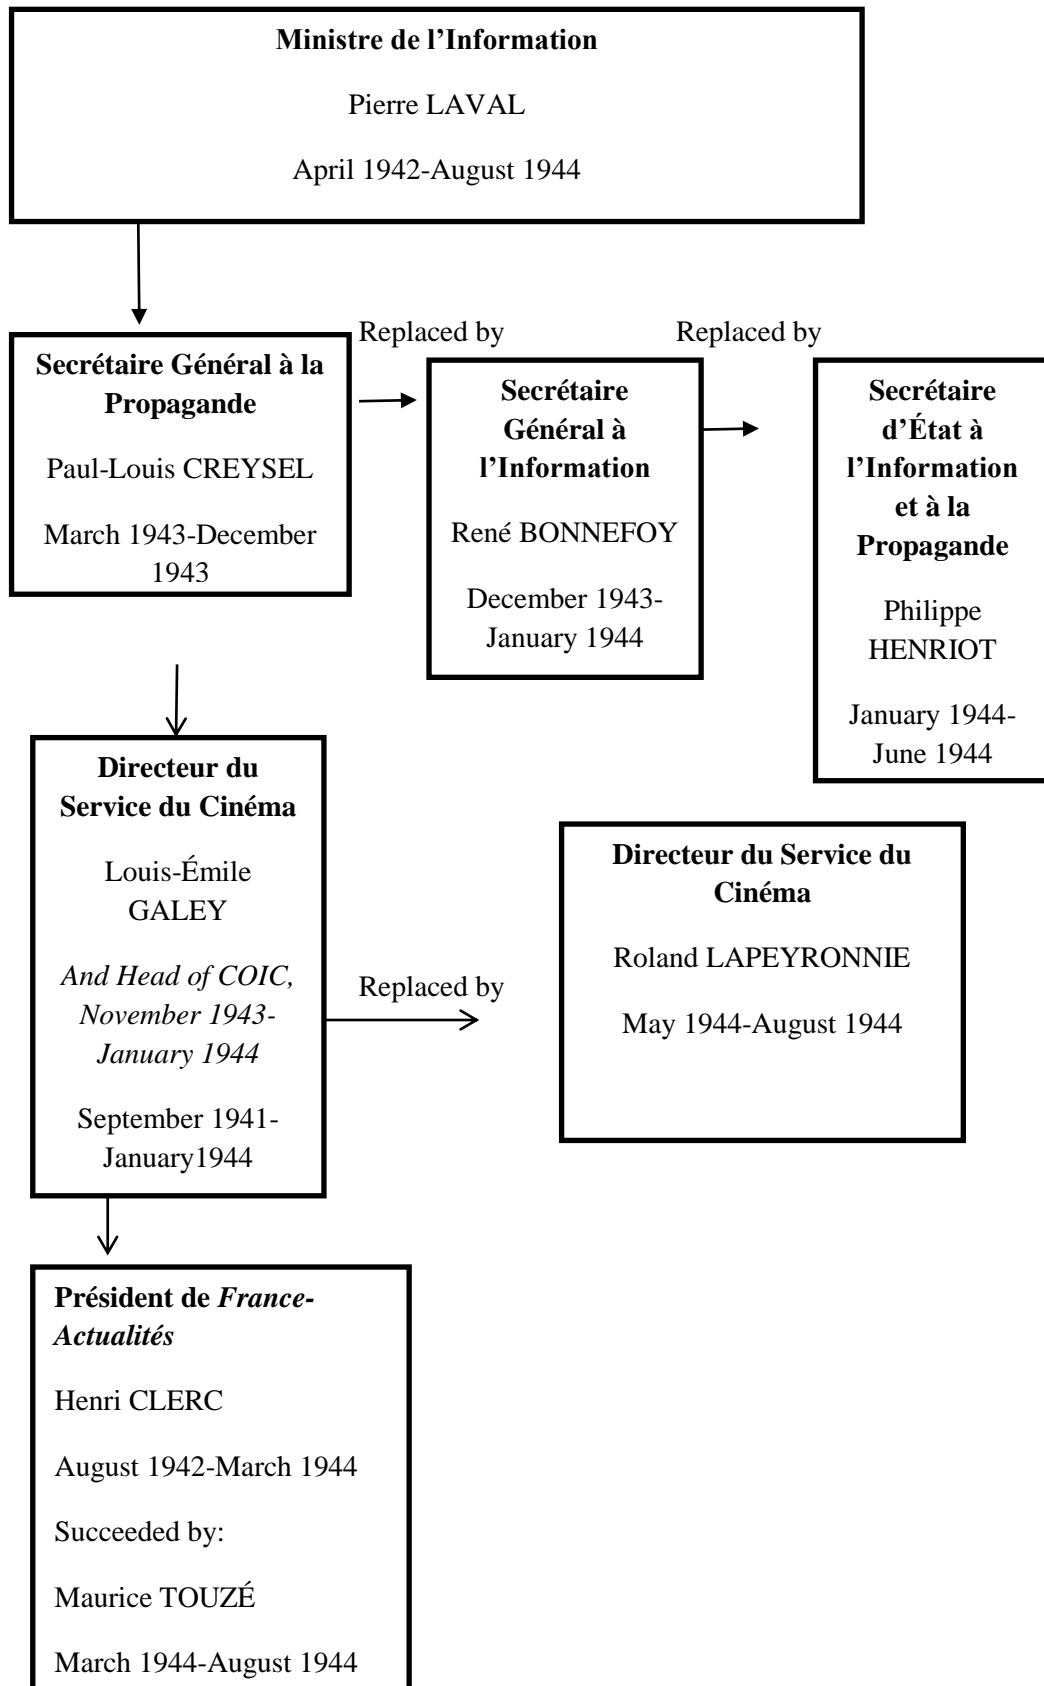 Ministre de l’Information
Pierre LAVAL
April 1942-August 1944
Replaced by
Replaced by
Secrétaire Général à la
Propagande
Paul-Louis CREYSEL
March 1943-December
1943
Secrétaire
Général à
l’Information
René BONNEFOY
December 1943-
January 1944
Secrétaire
d’État à
l’Information
et à la
Propagande
Philippe
HENRIOT
January 1944-
June 1944
Directeur du
Service du Cinéma
Louis-Émile
GALEY
And Head of COIC,
November 1943-
January 1944
September 1941-
January1944
Replaced by
Directeur du Service du
Cinéma
Roland LAPEYRONNIE
May 1944-August 1944
Président de France-
Actualités
Henri CLERC
August 1942-March 1944
Succeeded by:
Maurice TOUZÉ
March 1944-August 1944